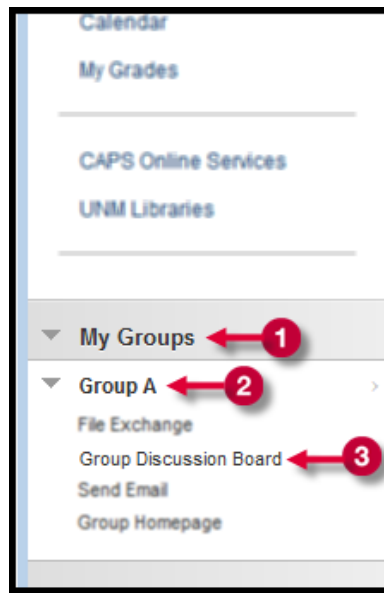 Calendar
My Grades
CAPS Online Services
UNM Libraries
My Groups 1
Group A 2
File Exchange
Group Discussion Board 3
Send Email
Group Homepage